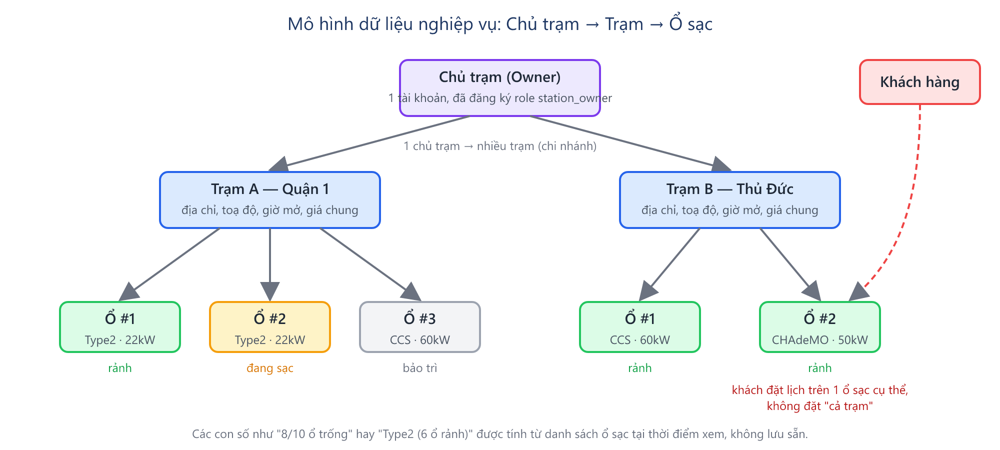 Mô hình dữ liệu nghiệp vụ: Chủ trạm → Trạm → Ổ sạc
Chủ trạm (Owner)
1 tài khoản, đã đăng ký role station_owner
Khách hàng
1 chủ trạm → nhiều trạm (chi nhánh)
Trạm A — Quận 1
địa chỉ, toạ độ, giờ mở, giá chung
Trạm B — Thủ Đức
địa chỉ, toạ độ, giờ mở, giá chung
Ổ #1
Type2 · 22kW
rảnh
Ổ #2
Type2 · 22kW
đang sạc
Ổ #3
CCS · 60kW
bảo trì
Ổ #1
CCS · 60kW
rảnh
Ổ #2
CHAdeMO · 50kW
rảnh
khách đặt lịch trên 1 ổ sạc cụ thể,
không đặt "cả trạm"
Các con số như "8/10 ổ trống" hay "Type2 (6 ổ rảnh)" được tính từ danh sách ổ sạc tại thời điểm xem, không lưu sẵn.